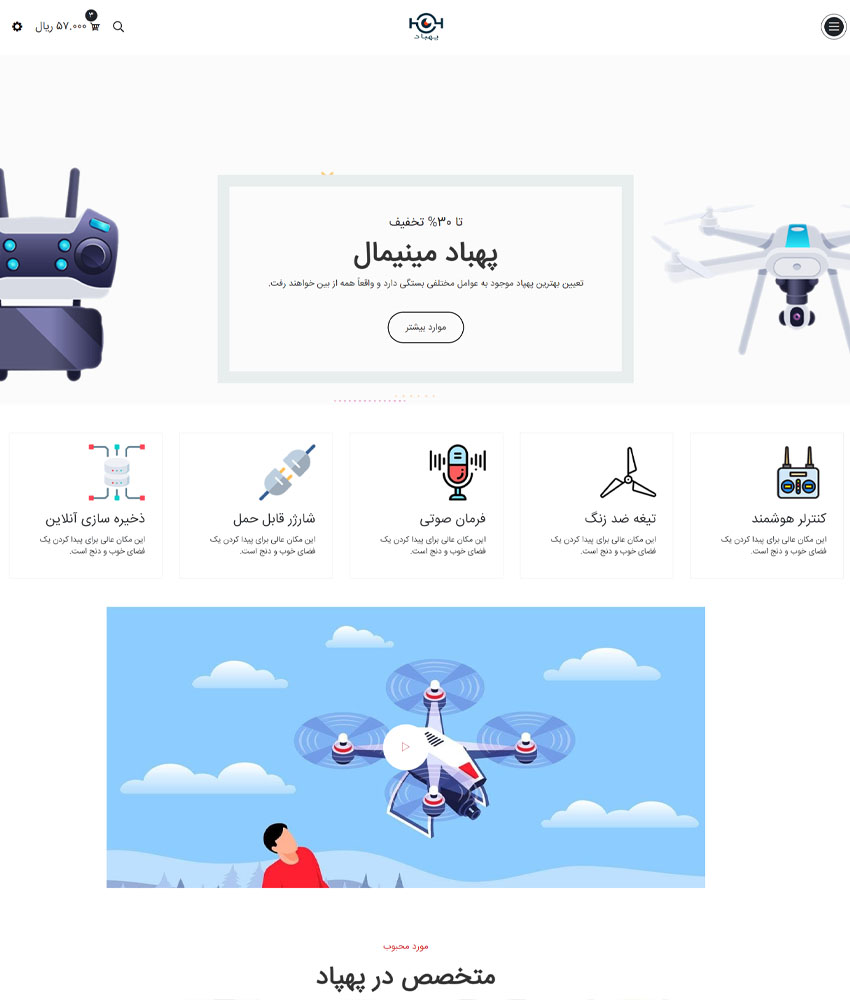 ۳
۵۷,۰۰۰ ریال
پهپاد
تا ۳۰% تخفیف
پهباد مینیمال
تعیین بهترین پهپاد موجود به عوامل مختلفی بستگی دارد و واقعاً همه از بین خواهند رفت.
موارد بیشتر
کنترلر هوشمند
این مکان عالی برای پیدا کردن یک
فضای خوب و دنج است.
تیغه ضد زنگ
این مکان عالی برای پیدا کردن یک
فضای خوب و دنج است.
فرمان صوتی
این مکان عالی برای پیدا کردن یک
فضای خوب و دنج است.
شارژر قابل حمل
این مکان عالی برای پیدا کردن یک
فضای خوب و دنج است.
ذخیره سازی آنلاین
این مکان عالی برای پیدا کردن یک
فضای خوب و دنج است.
مورد محبوب
متخصص در پهپاد